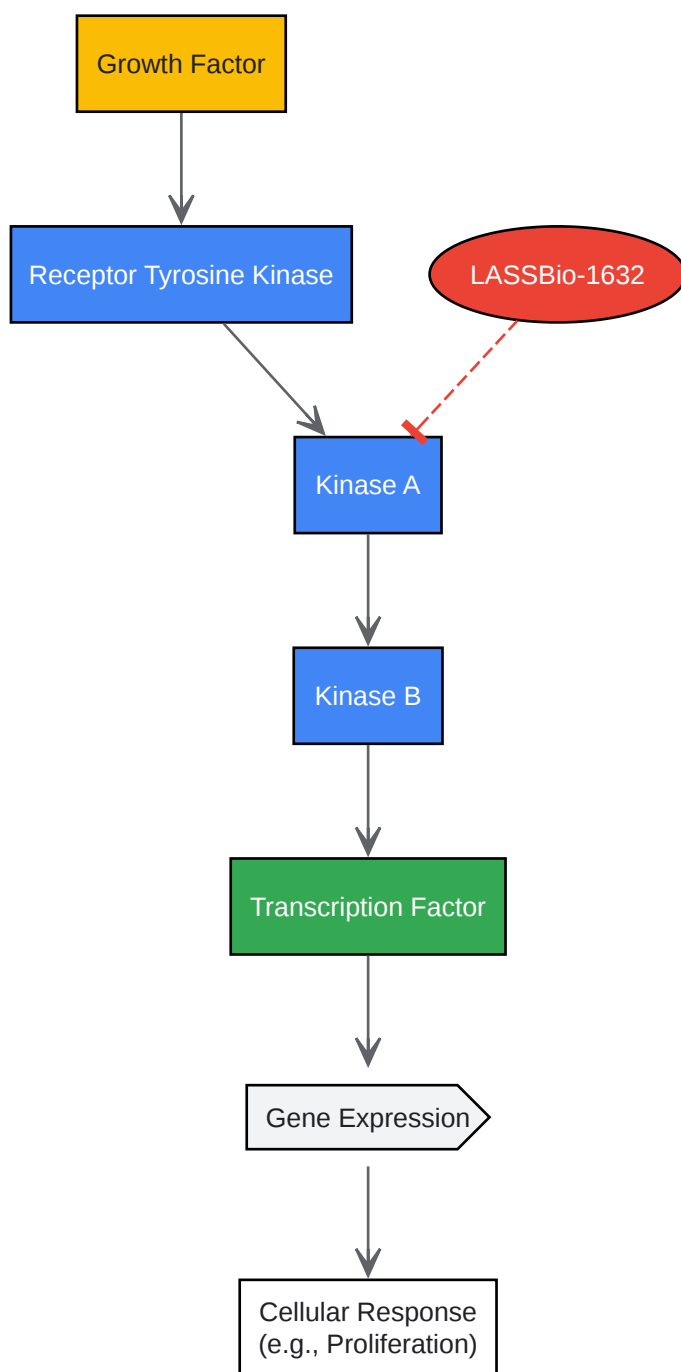 Growth Factor
Receptor Tyrosine Kinase
LASSBio-1632
Kinase A
Kinase B
Transcription Factor
Gene Expression
Cellular Response
(e.g., Proliferation)